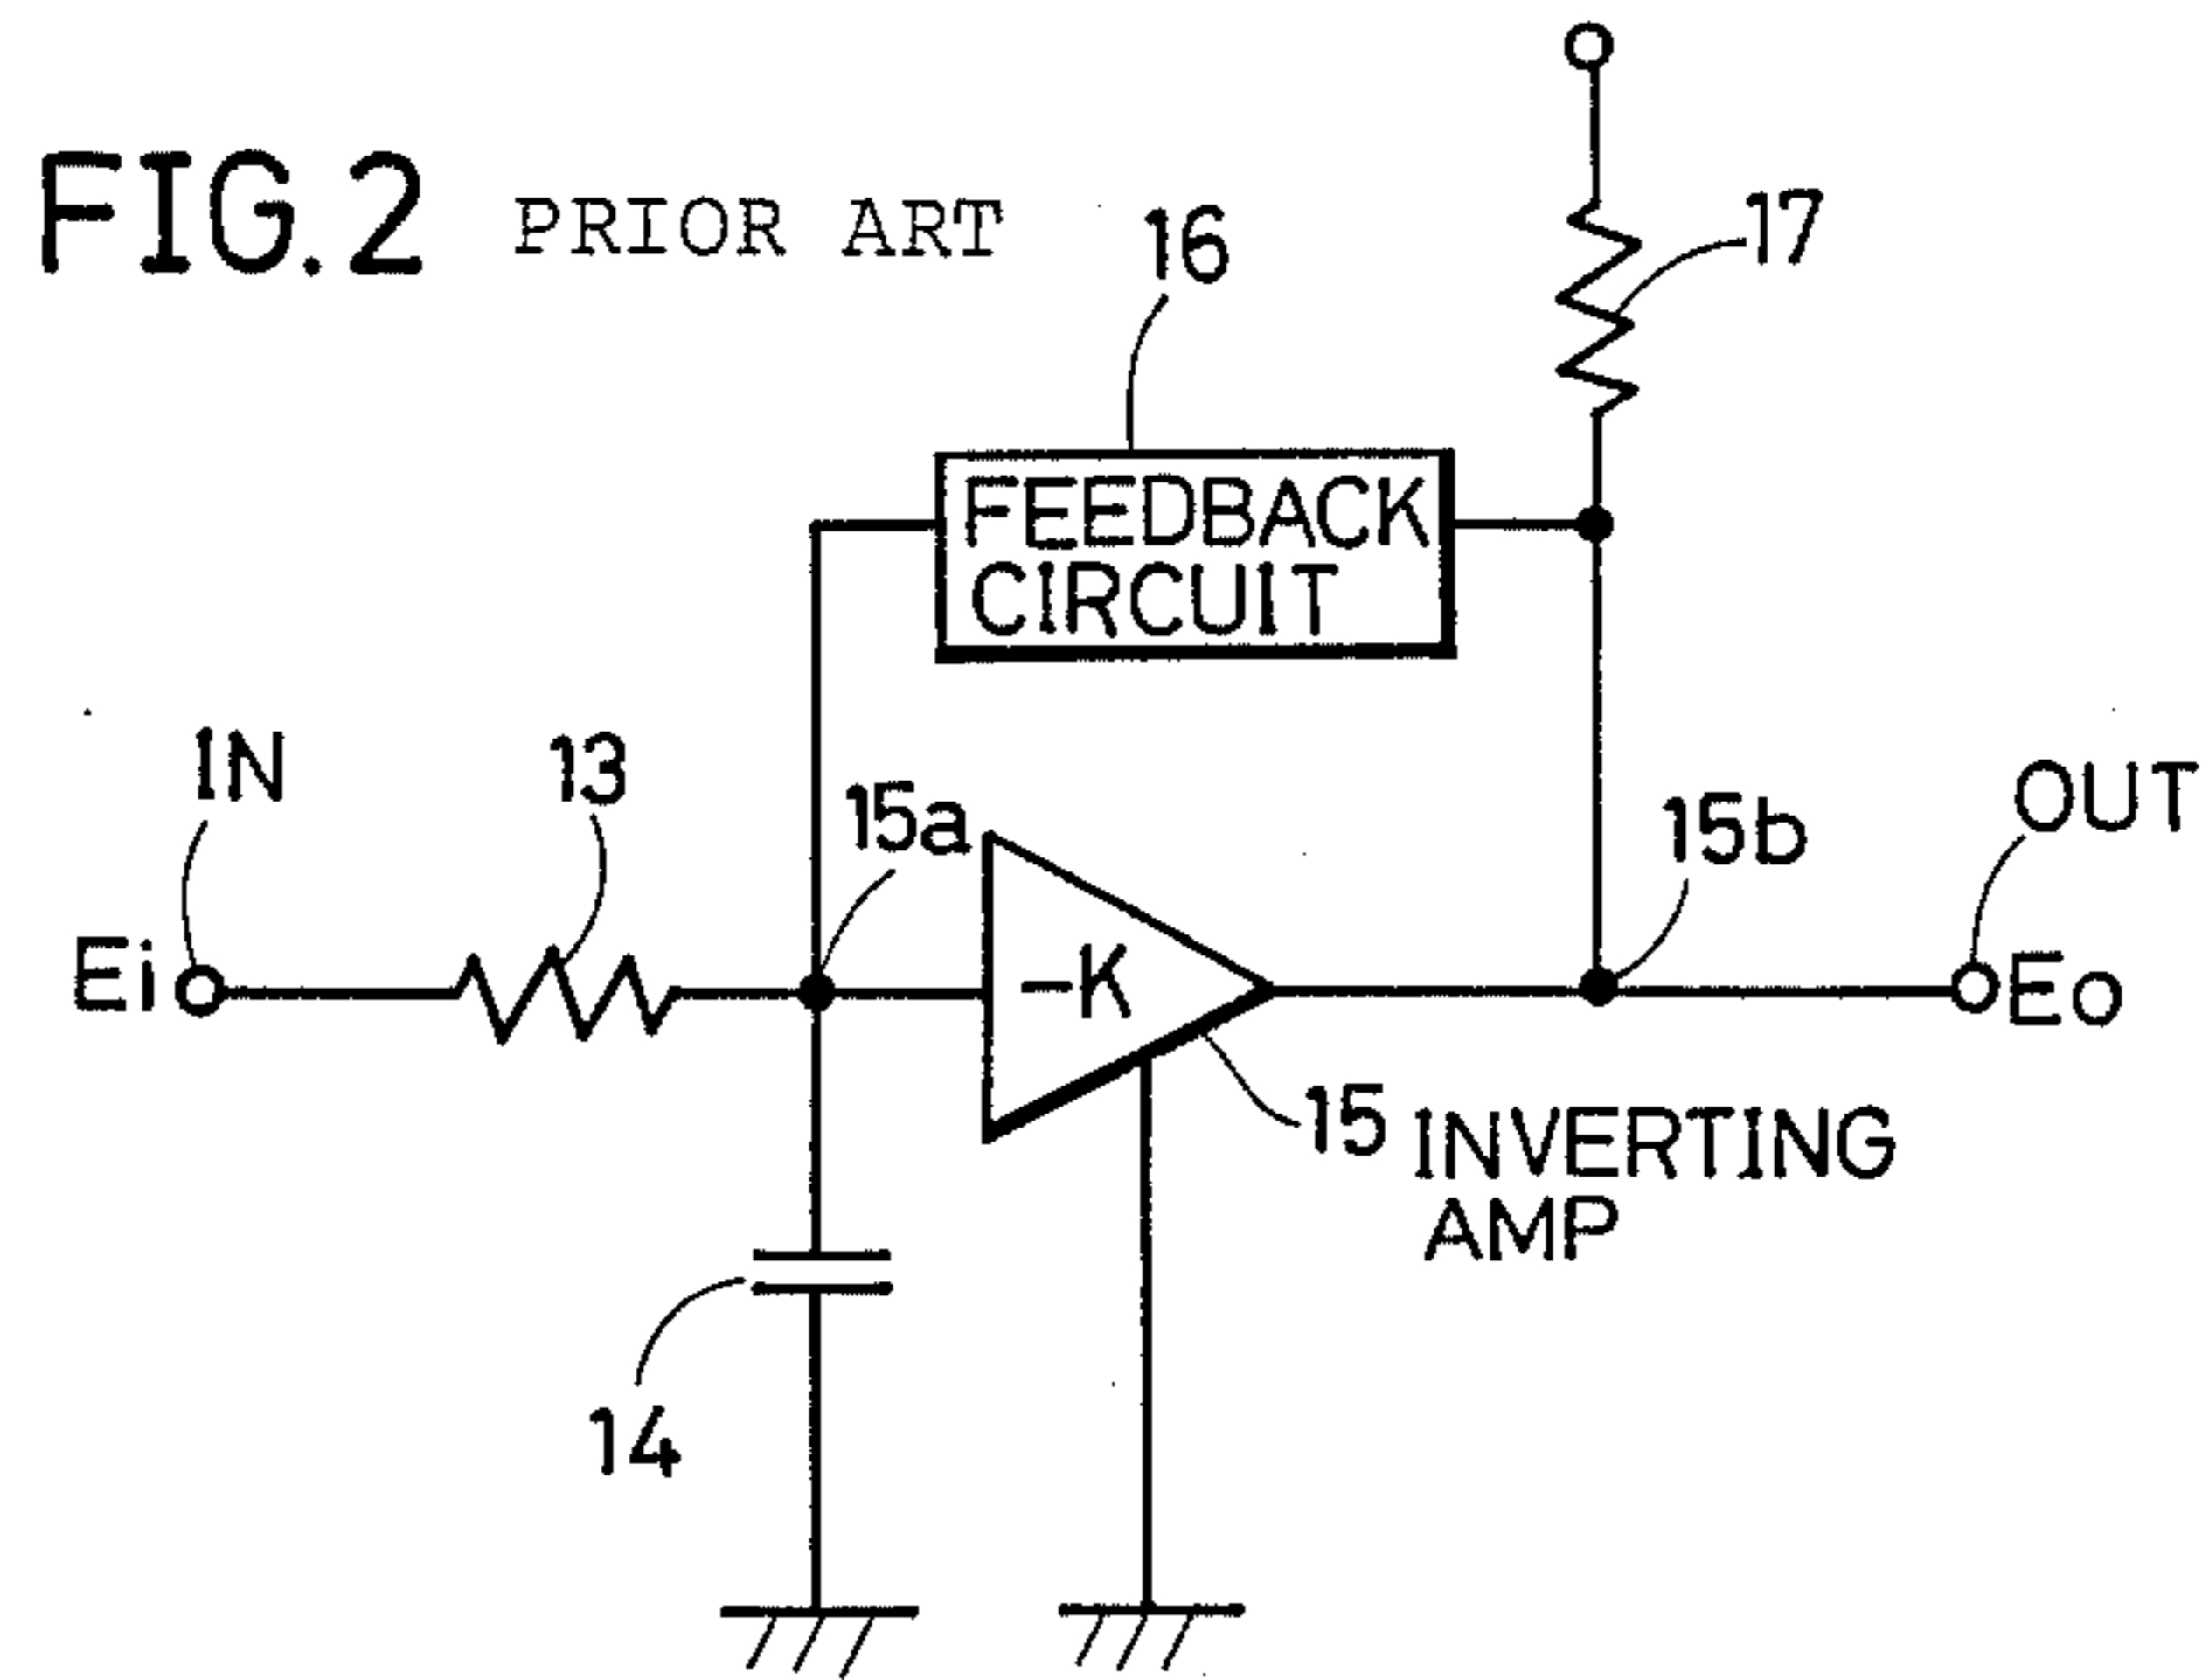 FIG. 2 PRIOR ART
16
17
FEEDBACK
CIRCUIT
IN
13
15a
15b
OUT
Ei
-K
Eo
15 INVERTING
AMP
14